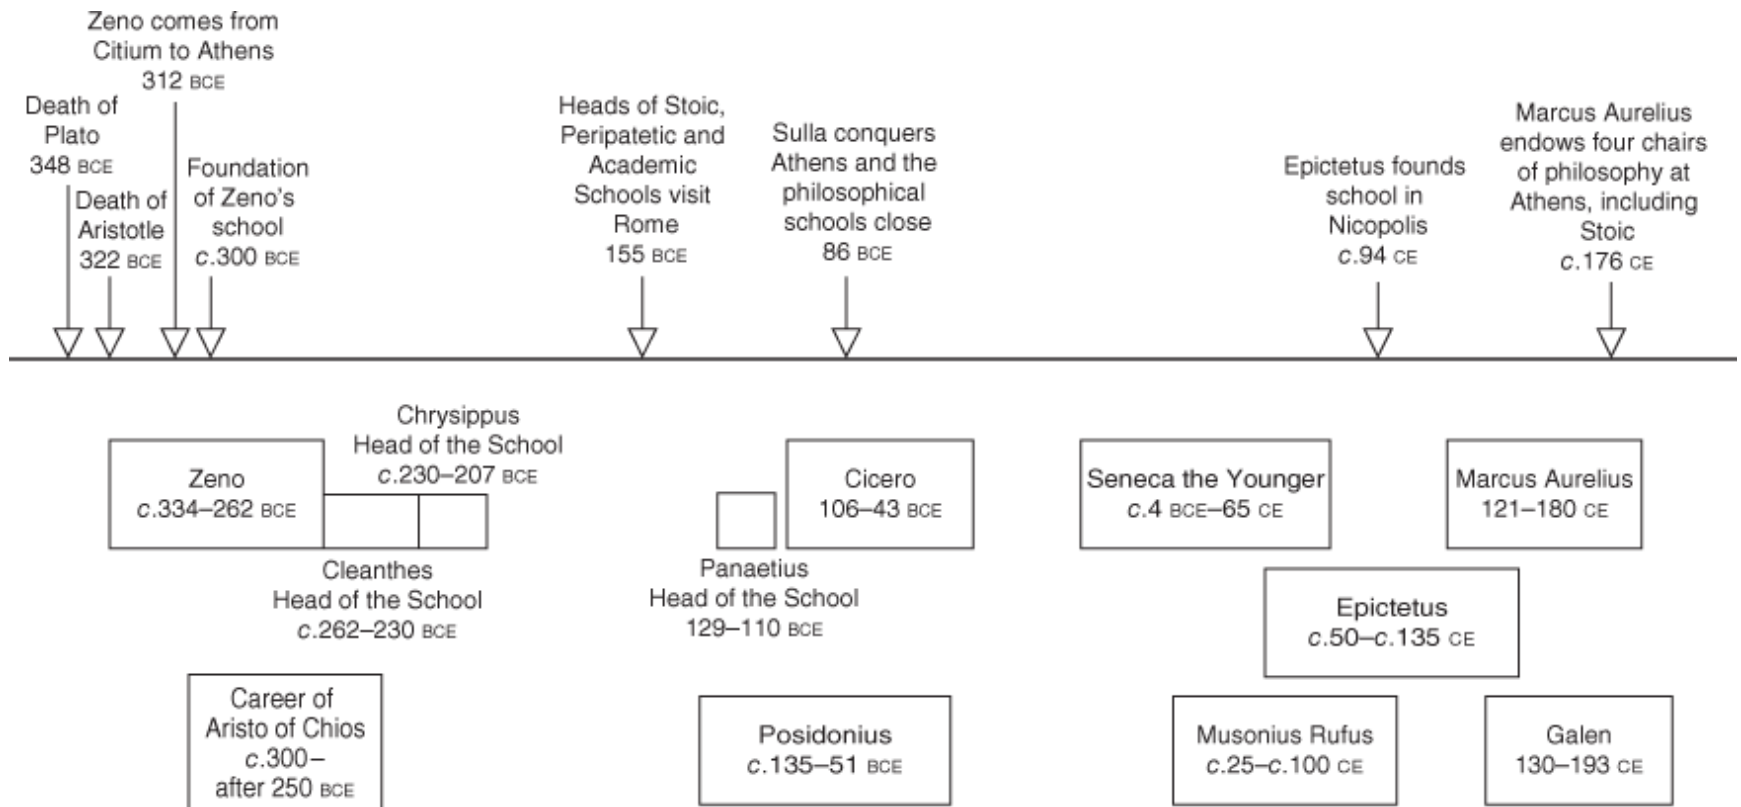 Zeno comes from
Citium to Athens
312 BCE
Death of
Plato
348 BCE
Death of
Aristotle
322 BCE
Foundation
of Zeno's
school
c.300 BCE
Heads of Stoic,
Peripatetic and
Academic
Schools visit
Rome
155 BCE
Sulla conquers
Athens and the
philosophical
schools close
86 BCE
Epictetus founds
school in
Nicopolis
c.94 CE
Marcus Aurelius
endows four chairs
of philosophy at
Athens, including
Stoic
c.176 CE
Zeno
c.334–262 BCE
Chrysippus
Head of the School
c.230–207 BCE
Cleanthes
Head of the School
c.262–230 BCE
Career of
Aristo of Chios
c.300–
after 250 BCE
Panaetius
Head of the School
129–110 BCE
Cicero
106–43 BCE
Posidonius
c.135–51 BCE
Seneca the Younger
c.4 BCE–65 CE
Epictetus
c.50–c.135 CE
Musonius Rufus
c.25–c.100 CE
Marcus Aurelius
121–180 CE
Galen
130–193 CE